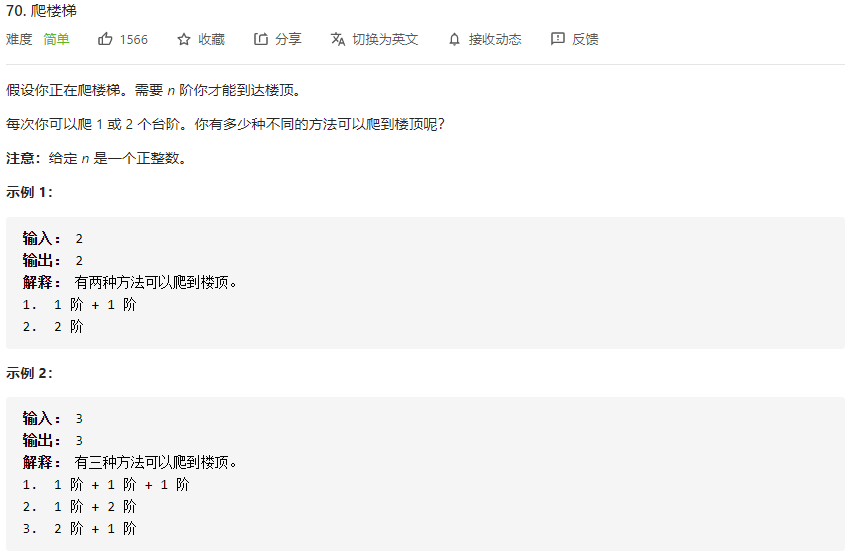 70. 爬楼梯
难度 简单 1566 收藏 分享 切换为英文 接收动态 反馈
假设你正在爬楼梯。需要 n 阶你才能到达楼顶。
每次你可以爬 1 或 2 个台阶。你有多少种不同的方法可以爬到楼顶呢?
注意：给定 n 是一个正整数。
示例 1：
输入： 2
输出： 2
解释： 有两种方法可以爬到楼顶。
1. 1 阶 + 1 阶
2. 2 阶
示例 2：
输入： 3
输出： 3
解释： 有三种方法可以爬到楼顶。
1. 1 阶 + 1 阶 + 1 阶
2. 1 阶 + 2 阶
3. 2 阶 + 1 阶